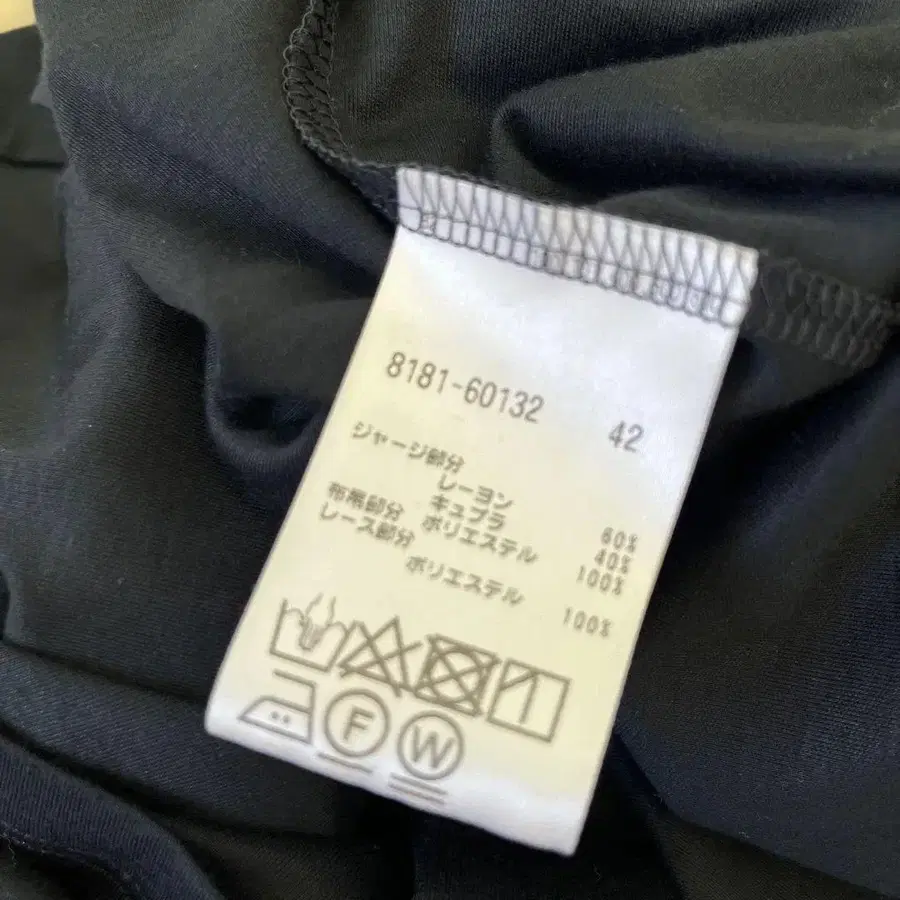 8181-60132 42
ジャージ部分
レーヨン 60%
キュプラ 40%
布帛部分 ポリエステル 100%
レース部分
ポリエステル 100%
F W